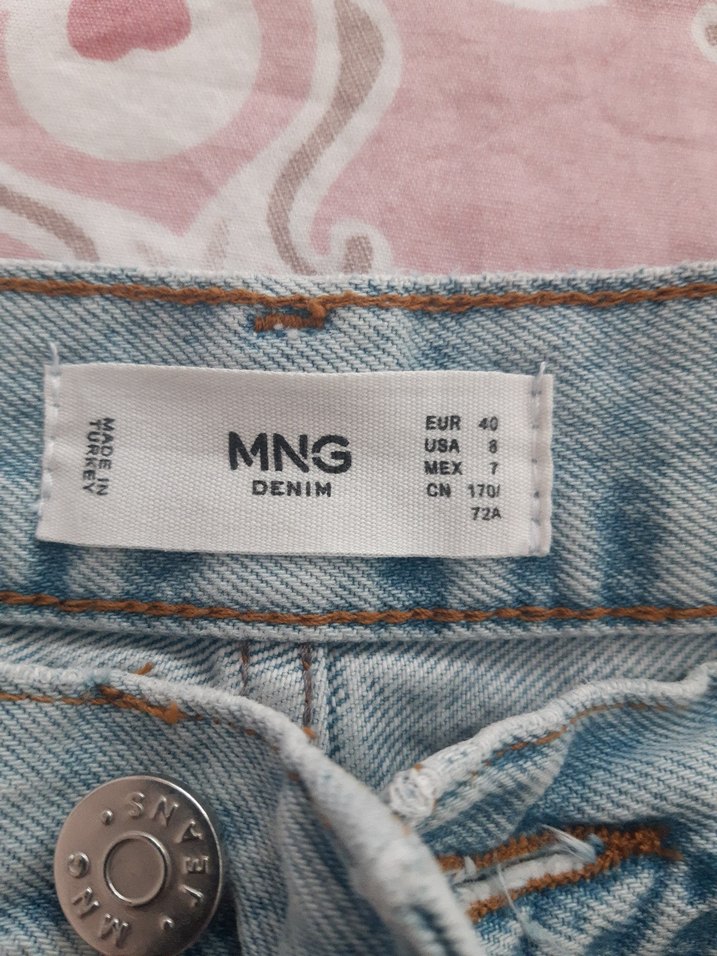 MADE IN
TURKEY
MNG
DENIM
EUR 40
USA 8
MEX 7
CN 170/
72A
MNG . JEANS .